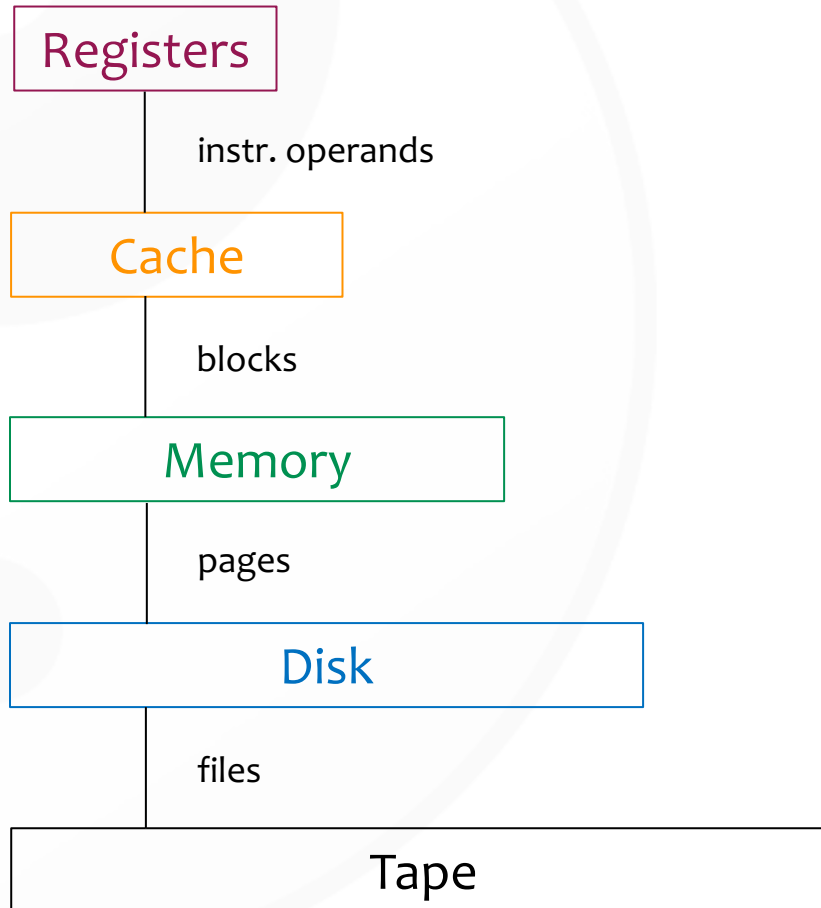 Registers
instr. operands
Cache
blocks
Memory
pages
Disk
files
Tape